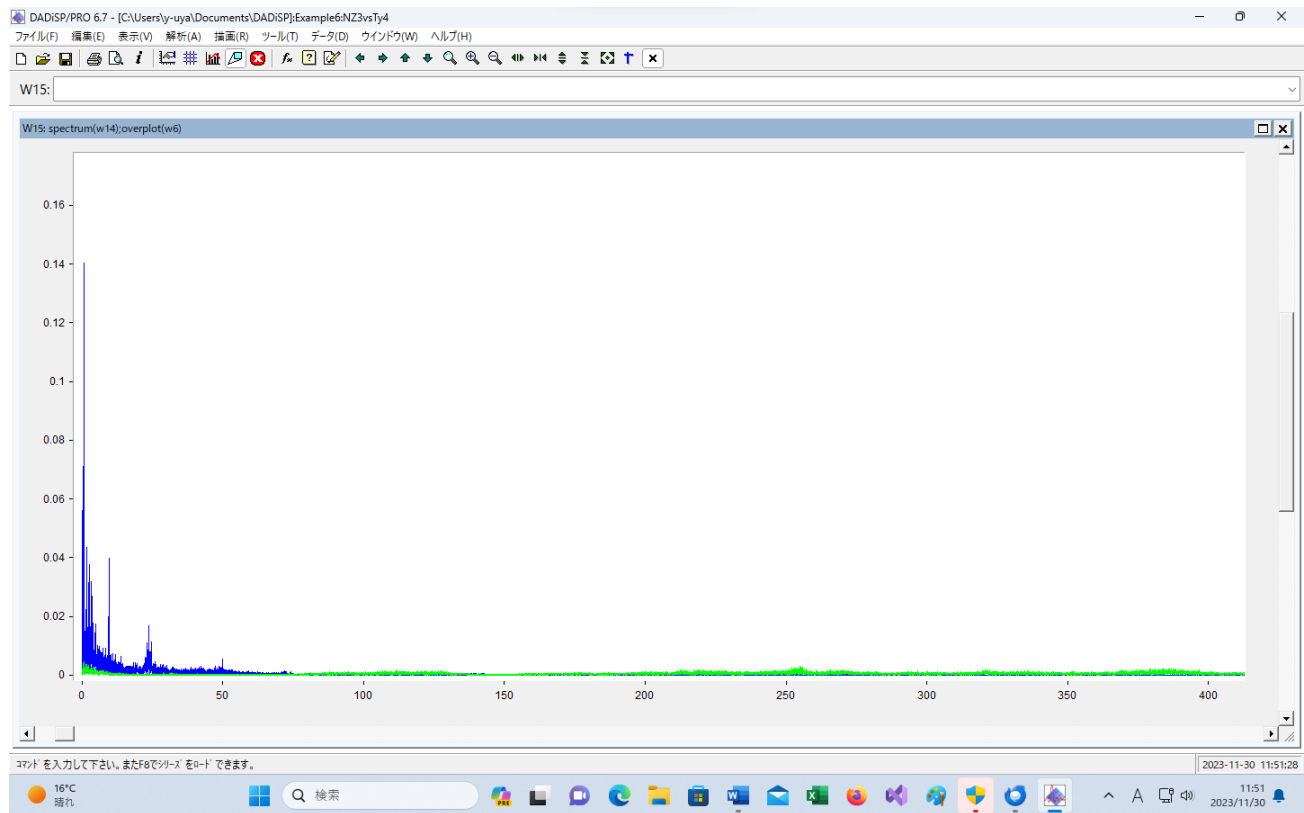 DADiSP/PRO 6.7 - [C:\Users\y-uya\Documents\DADiSP]:Example6:NZ3vsTy4
ファイル(F) 編集(E) 表示(V) 解析(A) 描画(R) ツール(T) データ(D) ウインドウ(W) ヘルプ(H)
W15:
W15: spectrum(w14);overplot(w6)
0.16
0.14
0.12
0.1
0.08
0.06
0.04
0.02
0
0 50 100 150 200 250 300 350 400
コマンドを入力して下さい。またF8でシリーズをロードできます。
2023-11-30 11:51:28
16°C
晴れ
検索
PRE
A
11:51
2023/11/30